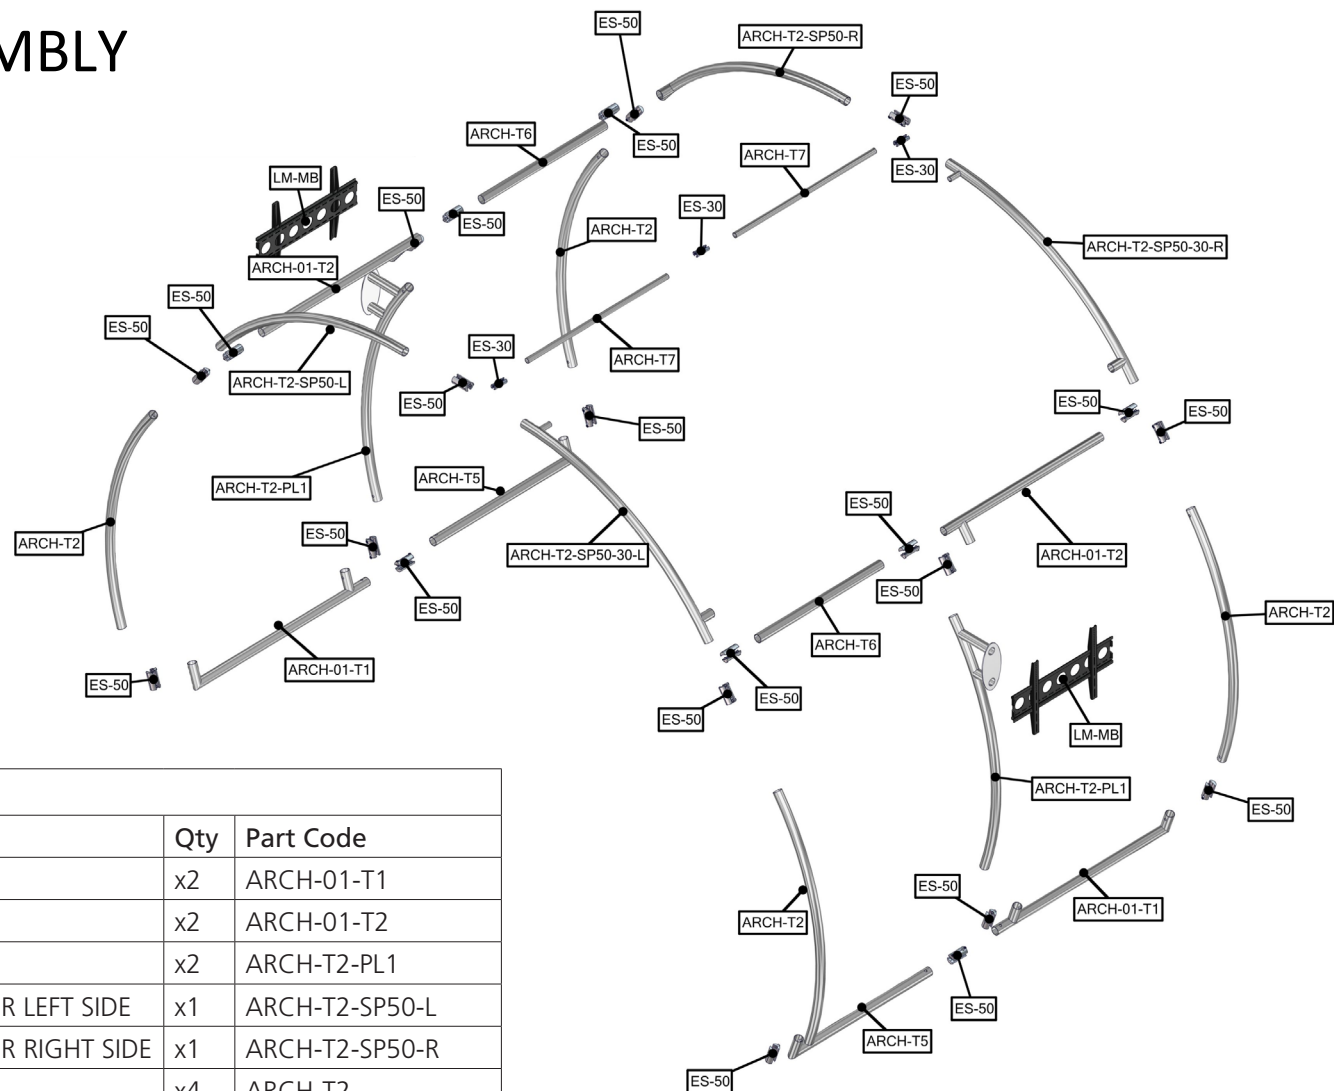 MBLY
ES-50
ARCH-T2-SP50-R
ES-50
ARCH-T6
ES-50
ARCH-T7
ES-30
LM-MB
ES-50
ES-30
ES-50
ARCH-T2
ARCH-T2-SP50-30-R
ARCH-01-T2
ES-50
ES-50
ES-30
ARCH-T7
ARCH-T2-SP50-L
ES-50
ES-50
ES-50
ES-50
ARCH-T5
ARCH-T2-PL1
ES-50
ES-50
ARCH-T2
ARCH-T2-SP50-30-L
ARCH-01-T2
ES-50
ES-50
ARCH-T2
ARCH-T6
ARCH-01-T1
ES-50
ES-50
ES-50
LM-MB
ARCH-T2-PL1
ES-50
Qty Part Code
x2 ARCH-01-T1
x2 ARCH-01-T2
x2 ARCH-T2-PL1
R LEFT SIDE x1 ARCH-T2-SP50-L
R RIGHT SIDE x1 ARCH-T2-SP50-R
x4 ARCH-T2
ES-50
ARCH-01-T1
ARCH-T2
ES-50
ARCH-T5
ES-50